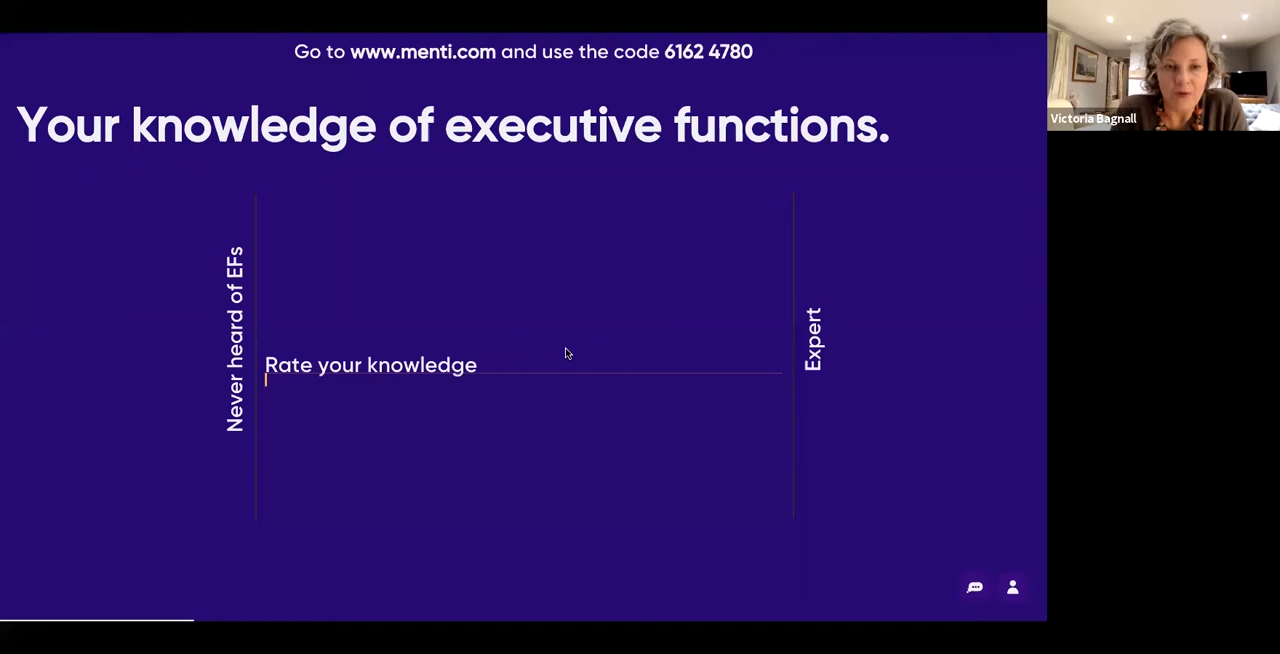 Go to www.menti.com and use the code 6162 4780
Your knowledge of executive functions.
Never heard of EFs
Rate your knowledge
Expert
Victoria Bagnall